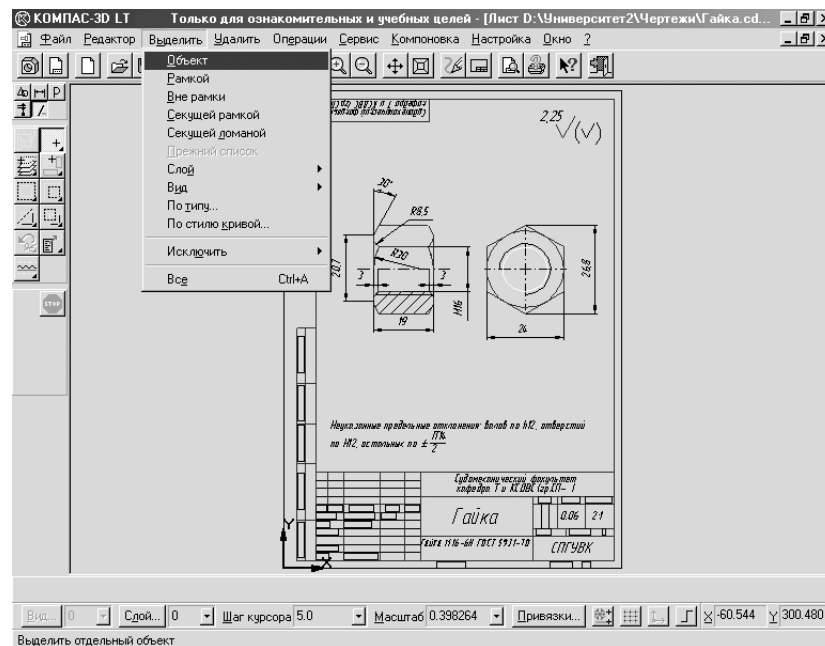 КОМПАС-3D LT Только для ознакомительных и учебных целей - [Лист D:\Университет2\Чертежи\Гайка.cd...
Файл Редактор Выделить Удалить Операции Сервис Компоновка Настройка Окно ?
Объект
Рамкой
Вне рамки
Секущей рамкой
Секущей ломаной
Прежний список
Слой
Вид
По типу...
По стилю кривой...
Исключить
Все Ctrl+A
STOP
2,25 (√)
30°
R8,5
R20
20,7
3 3
H16
19
26,8
24
Неуказанные предельные отклонения: валов по h12, отверстий
по H12, остальных по ± IT14
2
Судомеханический факультет
кафедра Т и КСДВС (гр.СП- 1
Гайка 0.06 2:1
ГОСТ 5931-70 СПГУВК
Y
X
Вид... 0 Слой... 0 Шаг курсора 5.0 Масштаб 0.398264 Привязки... X -60.544 Y 300.480
Выделить отдельный объект